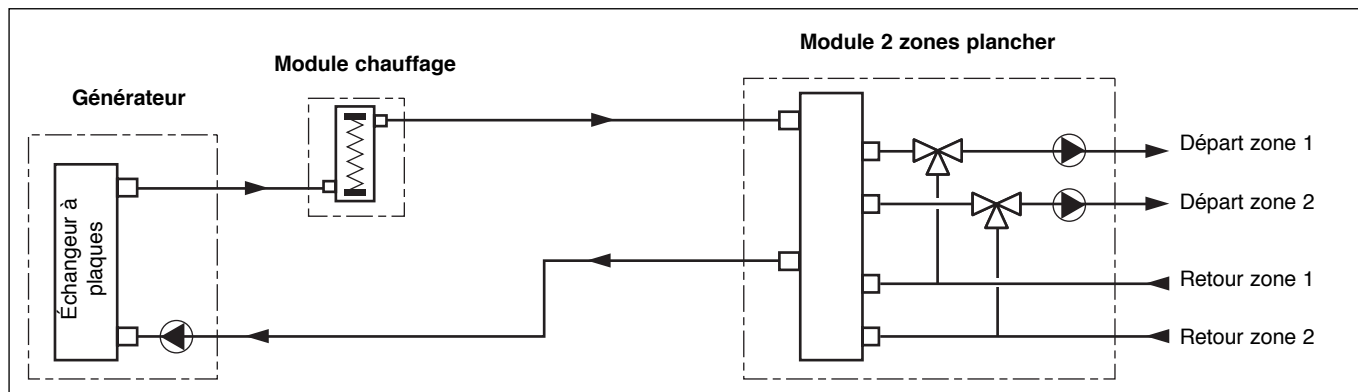 Module 2 zones plancher
Module chauffage
Générateur
Échangeur à
plaques
Départ zone 1
Départ zone 2
Retour zone 1
Retour zone 2